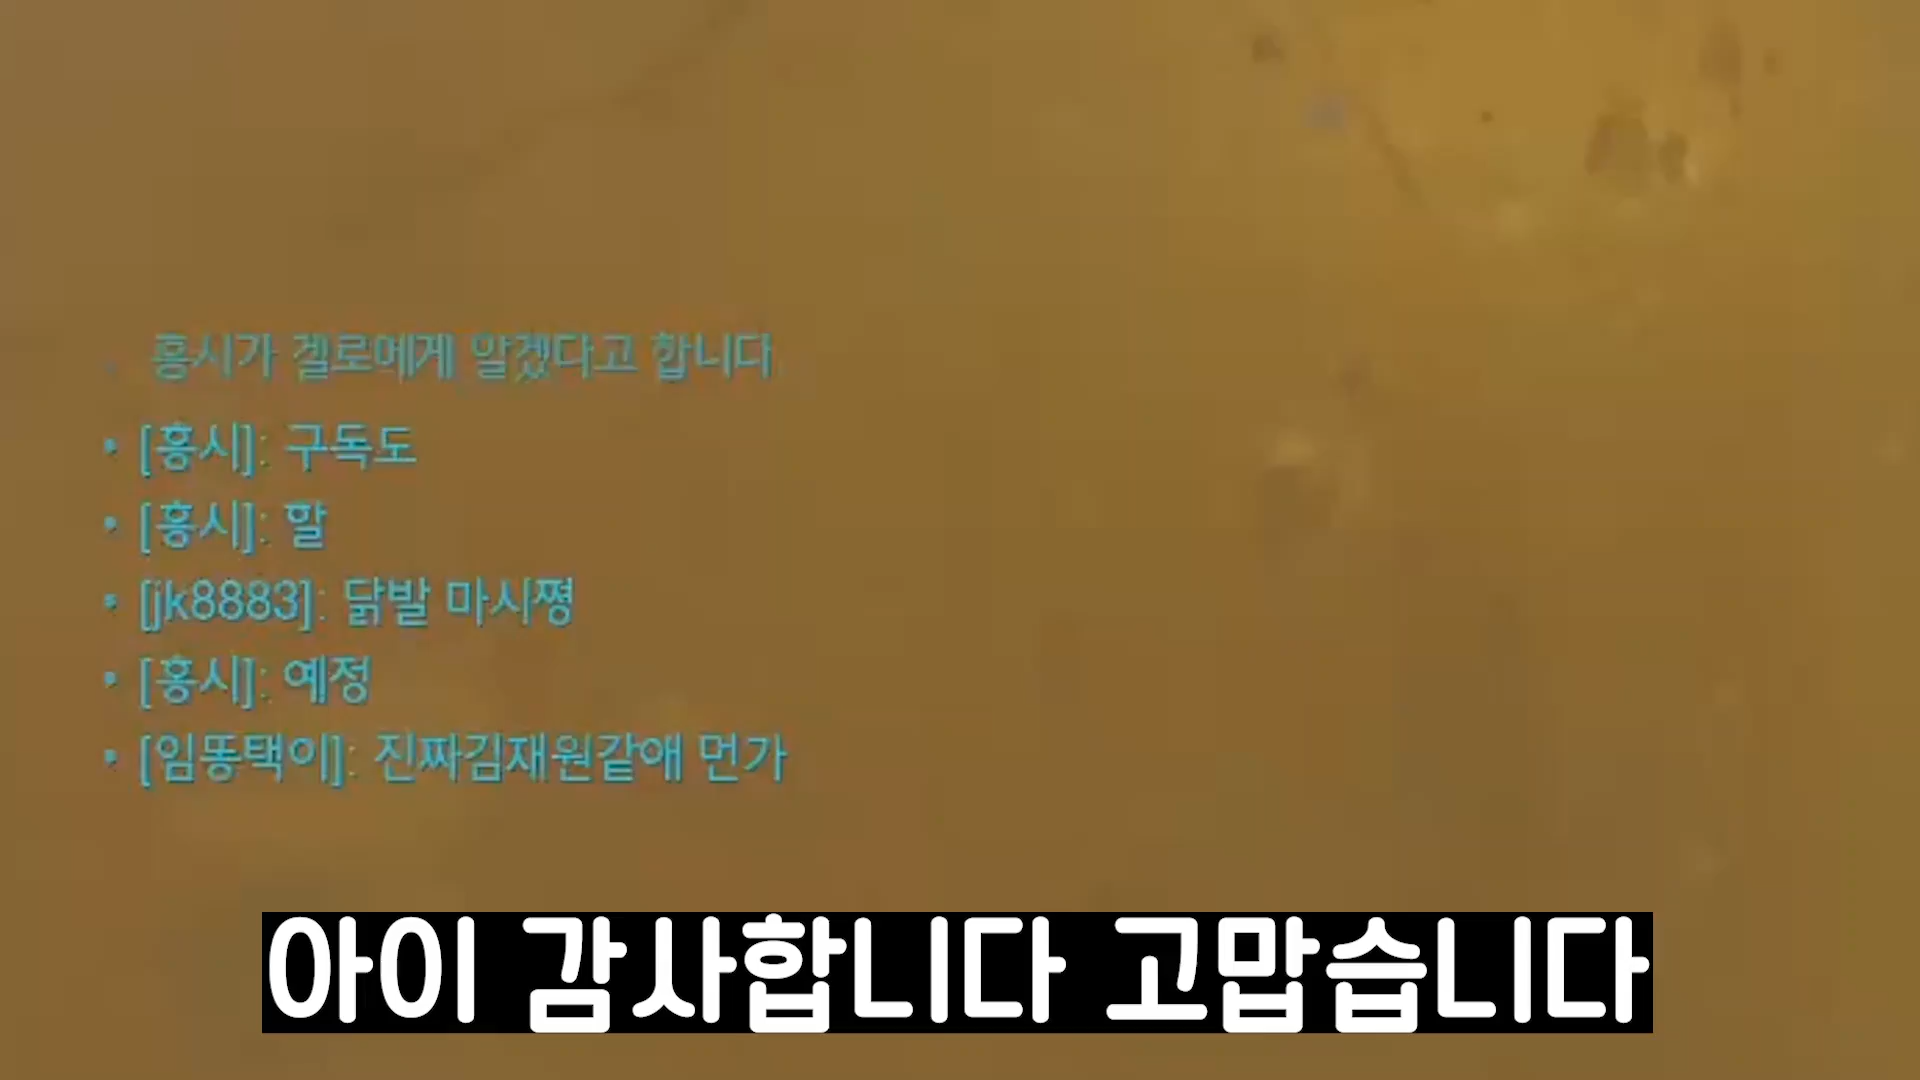 홍시가 겔로에게 알겠다고 합니다
• [홍시]: 구독도
• [홍시]: 할
• [jk8883]: 닭발 마시쪙
• [홍시]: 예정
• [임똥택이]: 진짜김재원같애 먼가
아이 감사합니다 고맙습니다